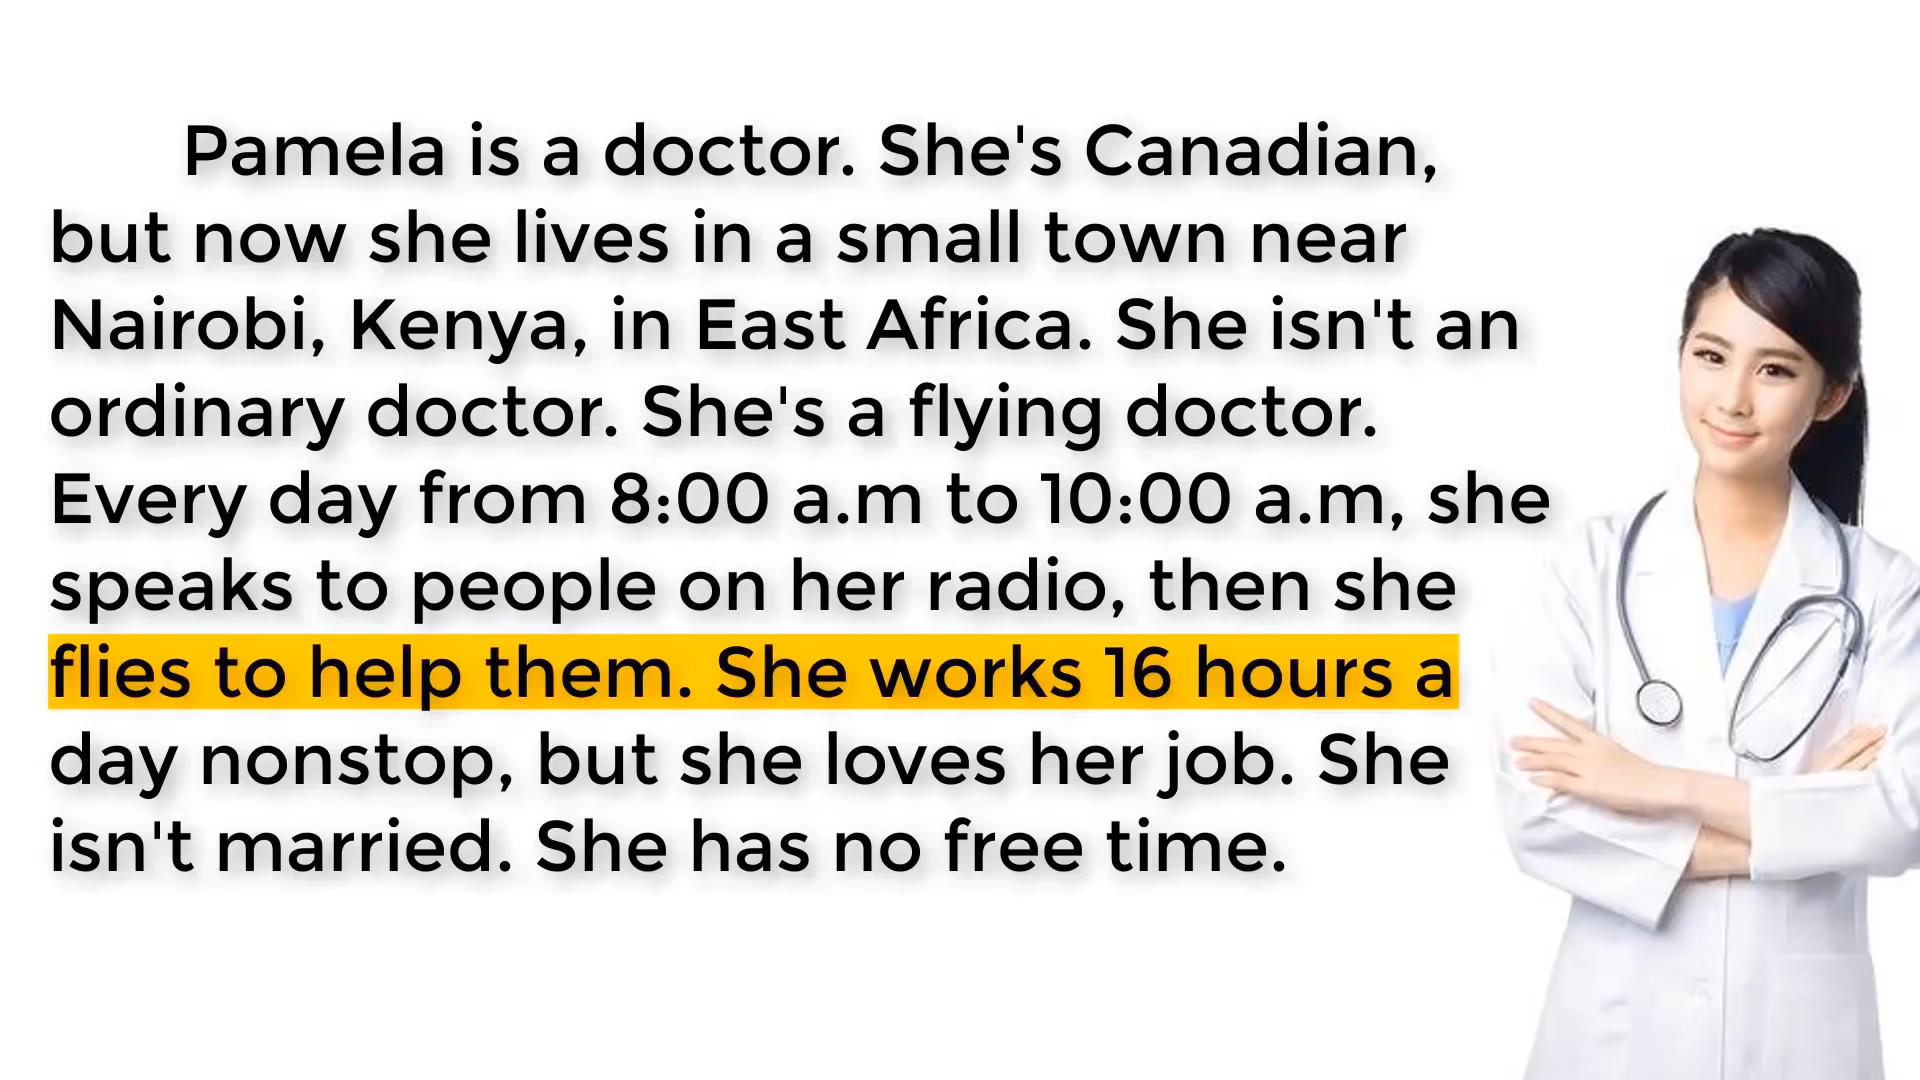 Pamela is a doctor. She's Canadian,
but now she lives in a small town near
Nairobi, Kenya, in East Africa. She isn't an
ordinary doctor. She's a flying doctor.
Every day from 8:00 a.m to 10:00 a.m, she
speaks to people on her radio, then she
flies to help them. She works 16 hours a
day nonstop, but she loves her job. She
isn't married. She has no free time.